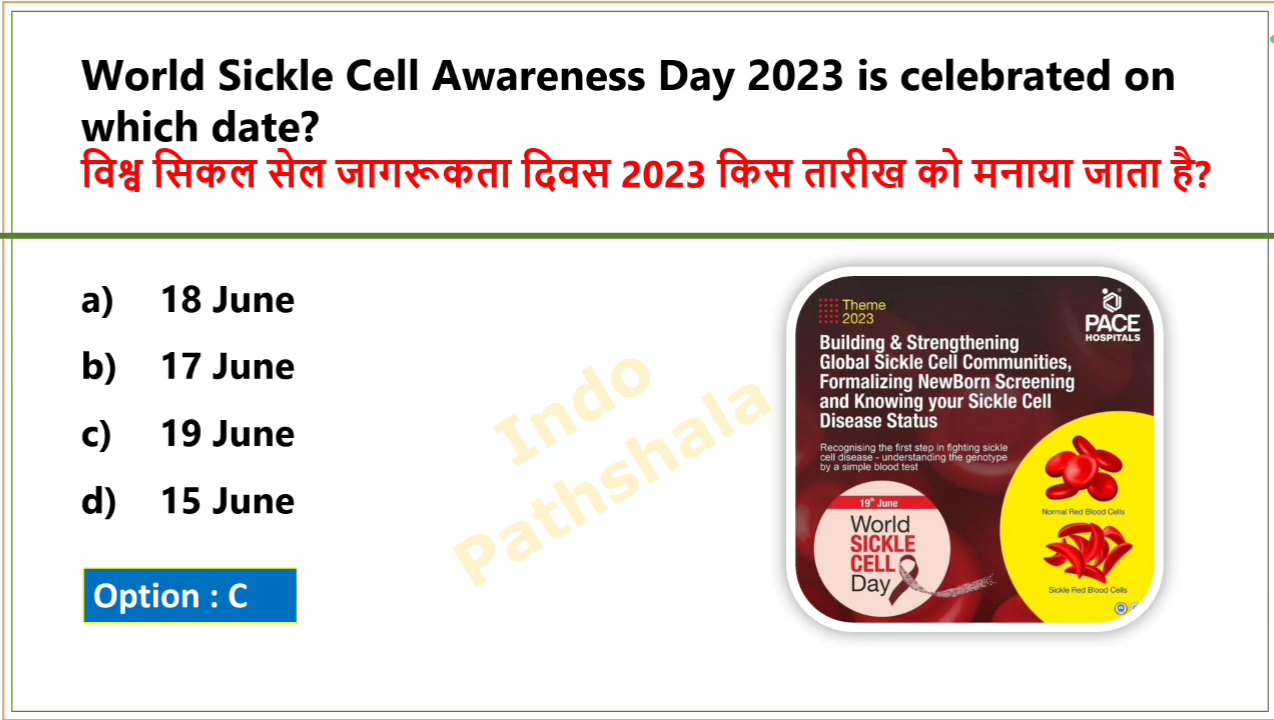 World Sickle Cell Awareness Day 2023 is celebrated on
which date?
विश्व सिकल सेल जागरूकता दिवस 2023 किस तारीख को मनाया जाता है?
a) 18 June
b) 17 June
c) 19 June
d) 15 June
Option : C
Indo
Pathshala
Theme
2023
PACE
HOSPITALS
Building & Strengthening
Global Sickle Cell Communities,
Formalizing NewBorn Screening
and Knowing your Sickle Cell
Disease Status
Recognising the first step in fighting sickle
cell disease - understanding the genotype
by a simple blood test
19th June
World
SICKLE
CELL
Day
Normal Red Blood Cells
Sickle Red Blood Cells